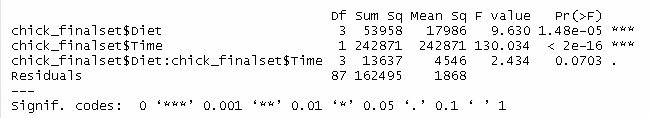 Df Sum Sq Mean Sq F value Pr(>F)
chick_finalset$Diet 3 53958 17986 9.630 1.48e-05 ***
chick_finalset$Time 1 242871 242871 130.034 < 2e-16 ***
chick_finalset$Diet:chick_finalset$Time 3 13637 4546 2.434 0.0703 .
Residuals 87 162495 1868
---
Signif. codes: 0 ‘***’ 0.001 ‘**’ 0.01 ‘*’ 0.05 ‘.’ 0.1 ‘ ’ 1